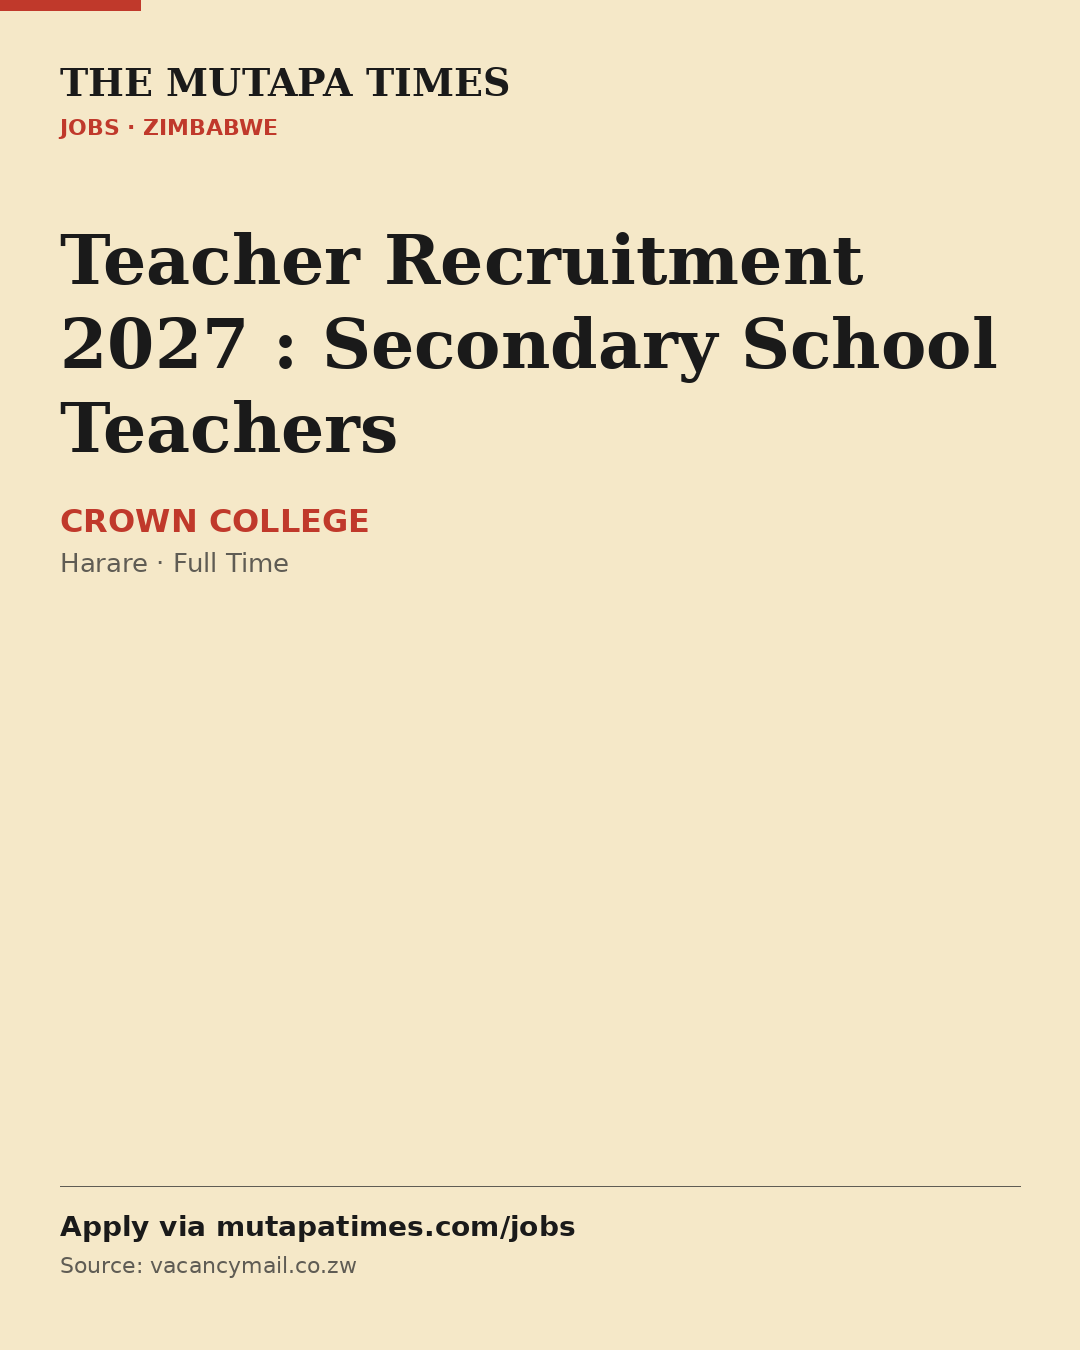 THE MUTAPA TIMES
JOBS · ZIMBABWE
Teacher Recruitment
2027 : Secondary School
Teachers
CROWN COLLEGE
Harare · Full Time
Apply via mutapatimes.com/jobs
Source: vacancymail.co.zw